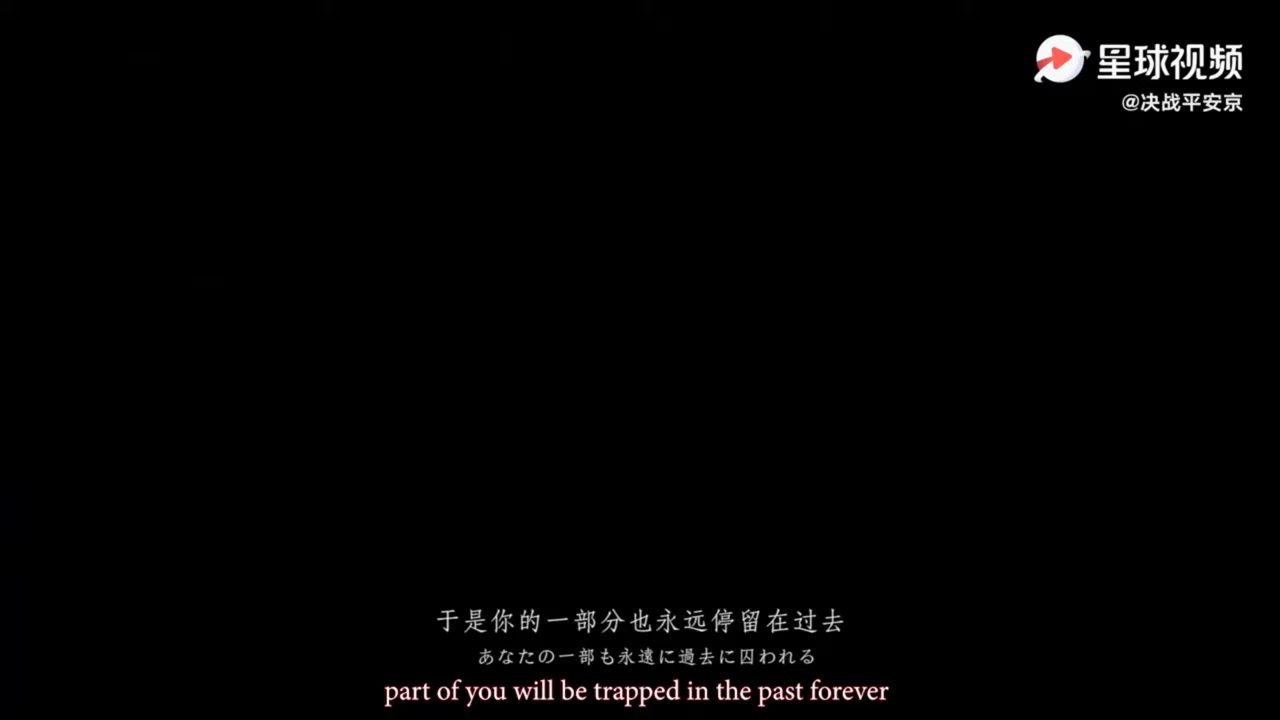 星球视频
@决战平安京
于是你的一部分也永远停留在过去
あなたの一部も永遠に過去に囚われる
part of you will be trapped in the past forever